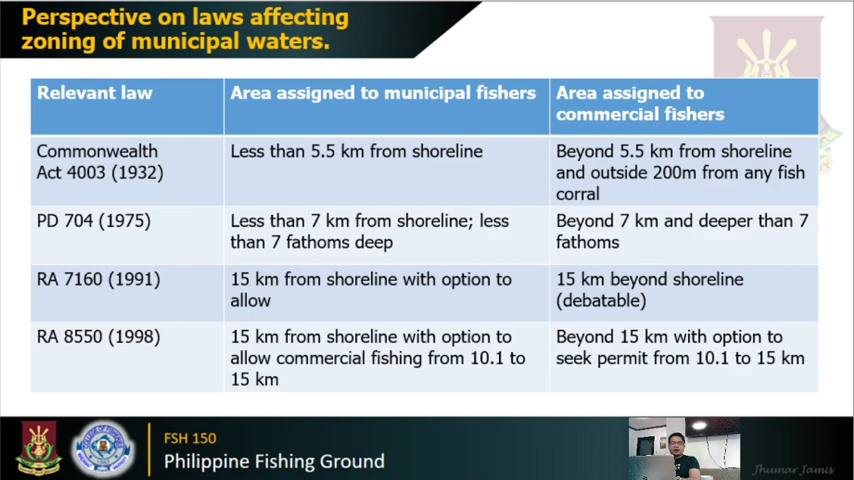 Perspective on laws affecting
zoning of municipal waters.
Relevant law
Area assigned to municipal fishers
Area assigned to
commercial fishers
Commonwealth
Act 4003 (1932)
Less than 5.5 km from shoreline
Beyond 5.5 km from shoreline
and outside 200m from any fish
corral
PD 704 (1975)
Less than 7 km from shoreline; less
than 7 fathoms deep
Beyond 7 km and deeper than 7
fathoms
RA 7160 (1991)
15 km from shoreline with option to
allow
15 km beyond shoreline
(debatable)
RA 8550 (1998)
15 km from shoreline with option to
allow commercial fishing from 10.1 to
15 km
Beyond 15 km with option to
seek permit from 10.1 to 15 km
FSH 150
Philippine Fishing Ground
Jhumar Jamis